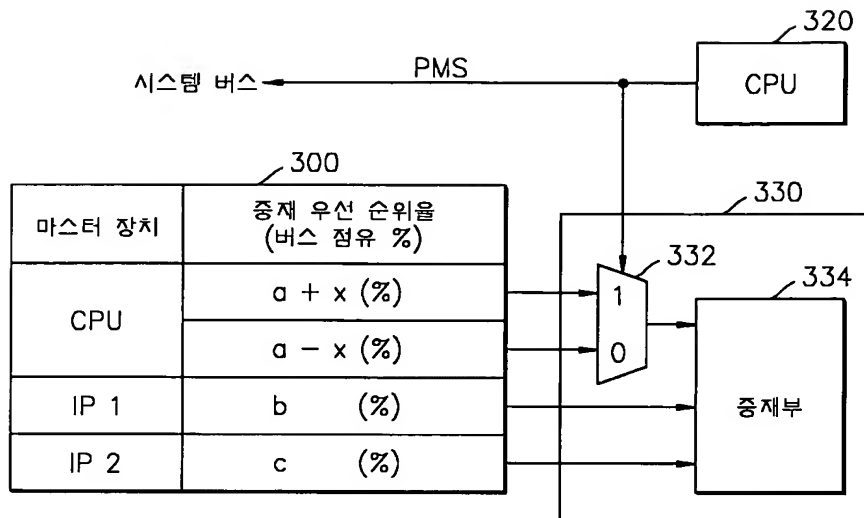 320
시스템 버스
PMS
CPU
300
330
마스터 장치
중재 우선 순위율
(버스 점유 %)
332
334
CPU
a + x (%)
1
a − x (%)
0
중재부
IP 1
b (%)
IP 2
c (%)